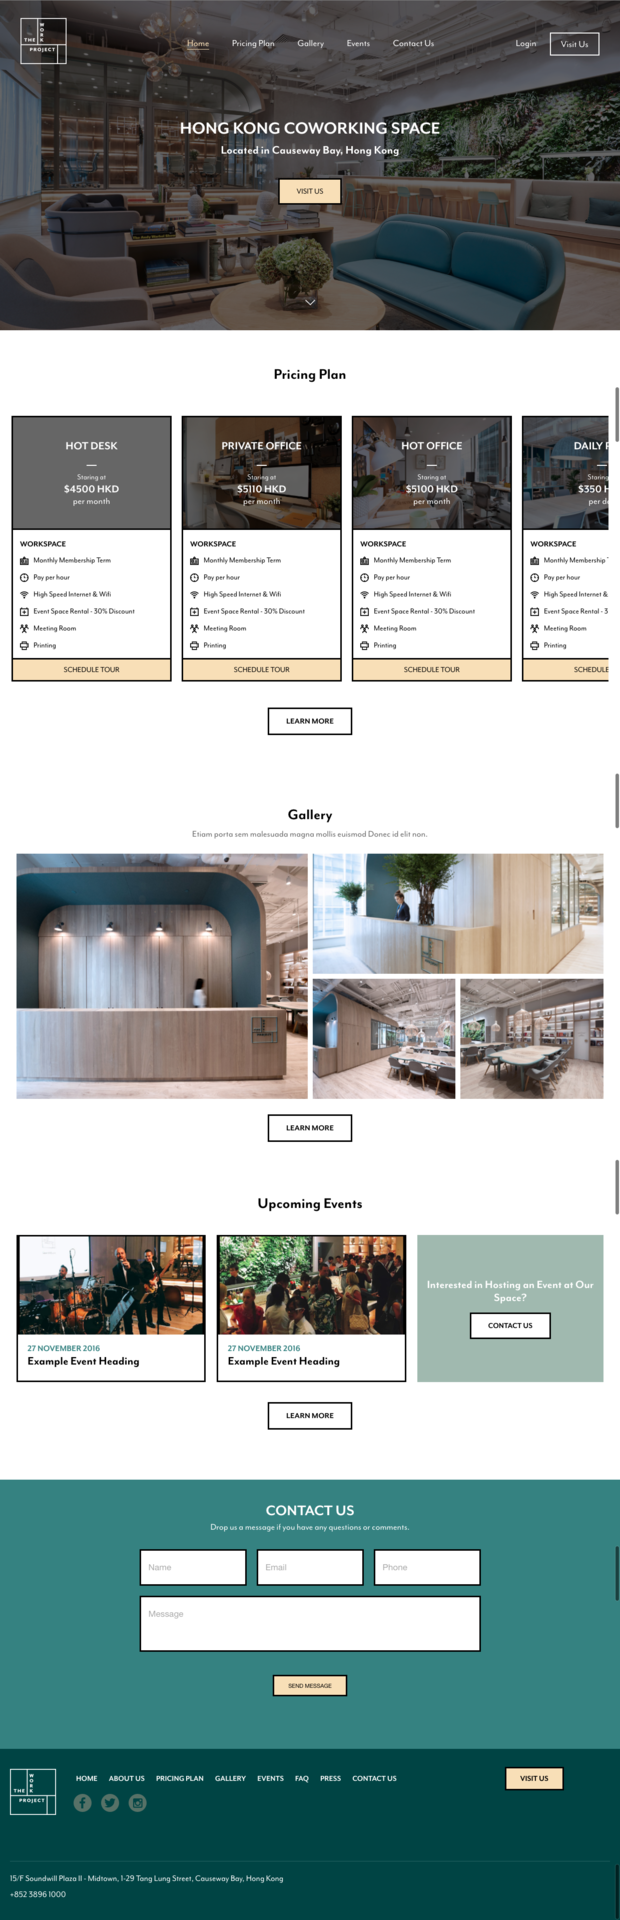 THE WORK PROJECT
Home Pricing Plan Gallery Events Contact Us Login Visit Us
HONG KONG COWORKING SPACE
Located in Causeway Bay, Hong Kong
VISIT US
Pricing Plan
HOT DESK
Staring at
$4500 HKD
per month
WORKSPACE
Monthly Membership Term
Pay per hour
High Speed Internet & Wifi
Event Space Rental - 30% Discount
Meeting Room
Printing
SCHEDULE TOUR
PRIVATE OFFICE
Staring at
$5110 HKD
per month
WORKSPACE
Monthly Membership Term
Pay per hour
High Speed Internet & Wifi
Event Space Rental - 30% Discount
Meeting Room
Printing
SCHEDULE TOUR
HOT OFFICE
Staring at
$5100 HKD
per month
WORKSPACE
Monthly Membership Term
Pay per hour
High Speed Internet & Wifi
Event Space Rental - 30% Discount
Meeting Room
Printing
SCHEDULE TOUR
DAILY
Staring
$350
per
WORKSPACE
Monthly Membership
Pay per hour
High Speed Internet &
Event Space Rental - 3
Meeting Room
Printing
SCHEDULE
LEARN MORE
Gallery
Etiam porta sem malesuada magna mollis euismod Donec id elit non.
LEARN MORE
Upcoming Events
27 NOVEMBER 2016
Example Event Heading
27 NOVEMBER 2016
Example Event Heading
Interested in Hosting an Event at Our
Space?
CONTACT US
LEARN MORE
CONTACT US
Drop us a message if you have any questions or comments.
Name Email Phone
Message
SEND MESSAGE
THE WORK PROJECT
HOME ABOUT US PRICING PLAN GALLERY EVENTS FAQ PRESS CONTACT US
VISIT US
15/F Soundwill Plaza II - Midtown, 1-29 Tang Lung Street, Causeway Bay, Hong Kong
+852 3896 1000